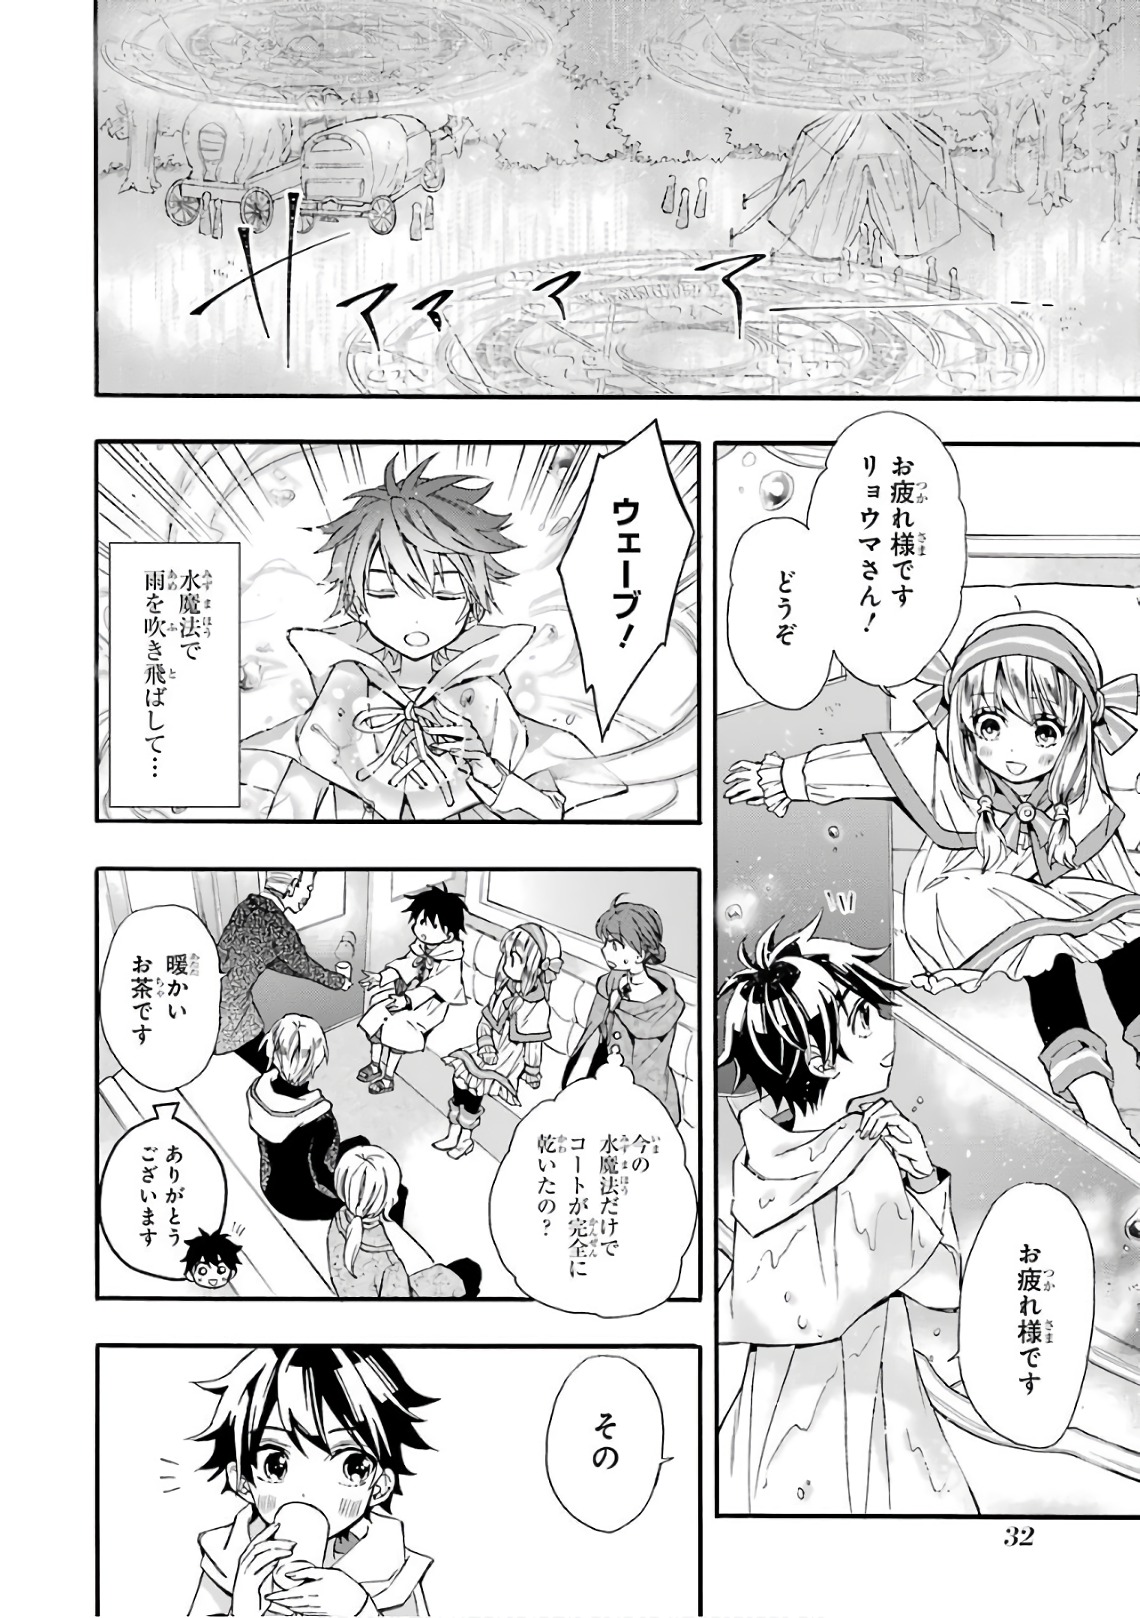 ザァァァァ
お疲れ様です
リョウマさん！
どうぞ
お疲れ様です
ウェーブ！
水魔法で
雨を吹き飛ばして…
暖かい
お茶です
ありがとう
ございます
今の
水魔法だけで
コートが完全に
乾いたの？
その
32